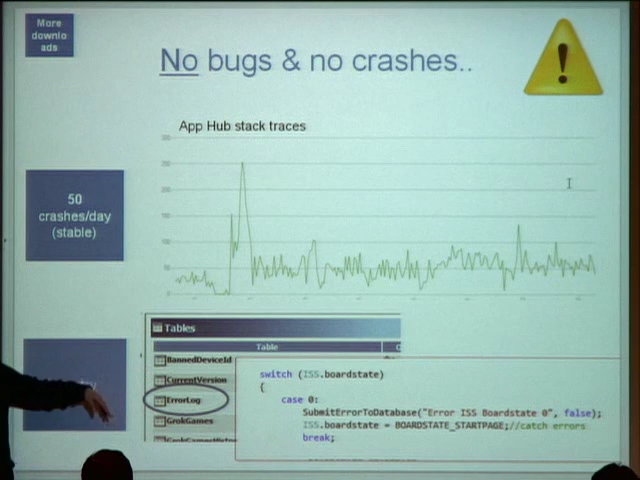 More
downlo
ads
No bugs & no crashes..
App Hub stack traces
50
crashes/day
(stable)
Tables
Table
BannedDeviceId
CurrentVersion
ErrorLog
GrokGames
switch (ISS.boardstate)
{
case 0:
SubmitErrorToDatabase("Error ISS Boardstate 0", false);
ISS.boardstate = BOARDSTATE_STARTPAGE;//catch errors
break;